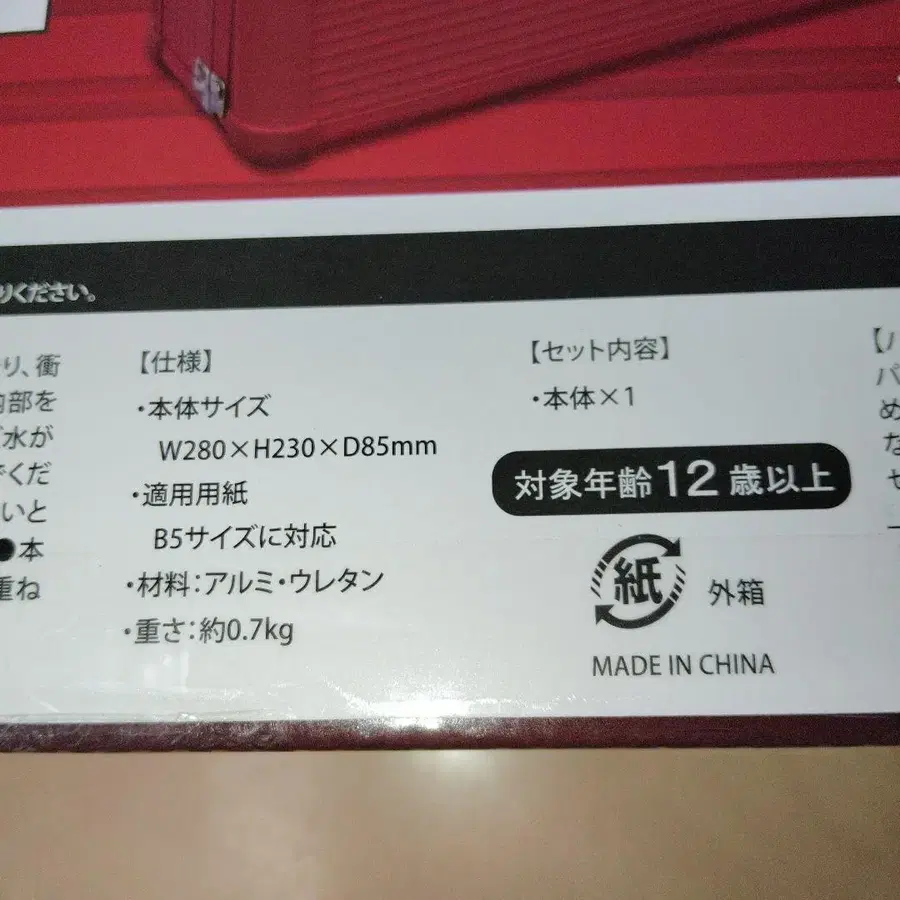 りください。
り、衝
部を
水が
くだ
いと
●本
重ね
【仕様】
・本体サイズ
W280×H230×D85mm
・適用用紙
B5サイズに対応
・材料：アルミ・ウレタン
・重さ：約0.7kg
【セット内容】
・本体×1
対象年齢12歳以上
紙 外箱
MADE IN CHINA
パ
め
な
セ